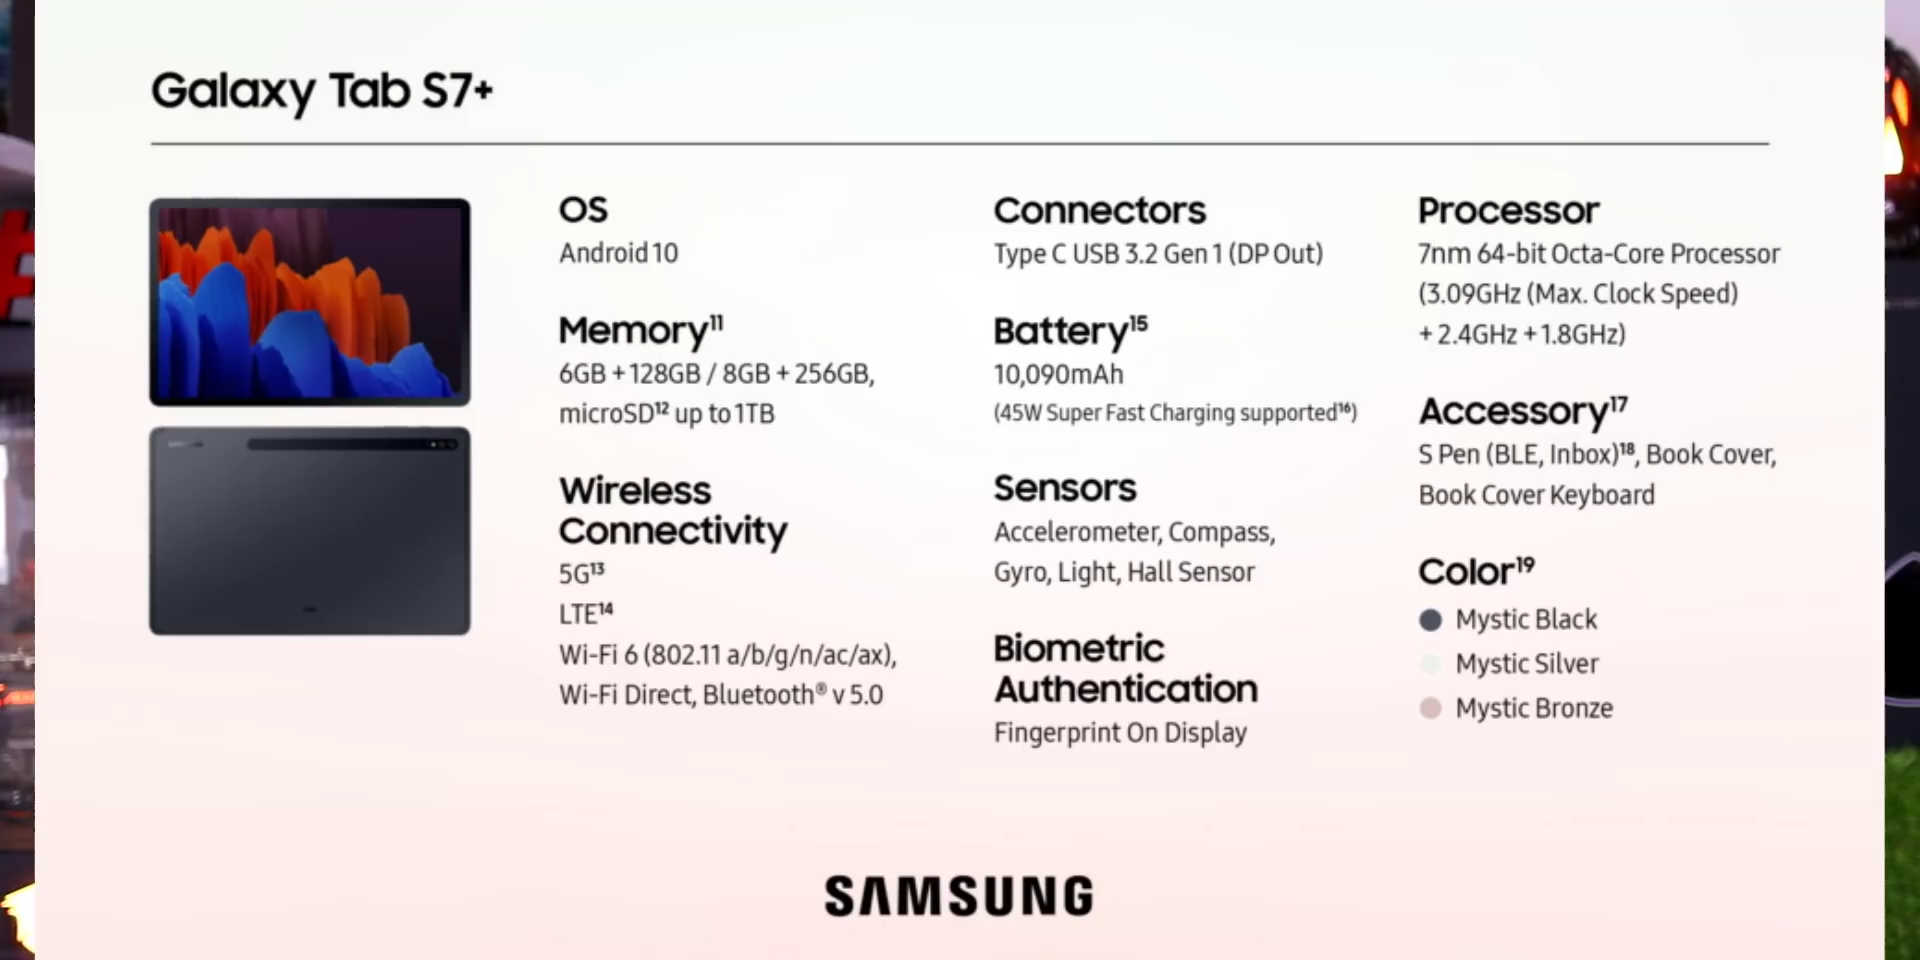 Galaxy Tab S7+
OS
Android 10
Memory¹¹
6GB + 128GB / 8GB + 256GB,
microSD¹² up to 1TB
Wireless
Connectivity
5G¹³
LTE¹⁴
Wi-Fi 6 (802.11 a/b/g/n/ac/ax),
Wi-Fi Direct, Bluetooth® v 5.0
Connectors
Type C USB 3.2 Gen 1 (DP Out)
Battery¹⁵
10,090mAh
(45W Super Fast Charging supported¹⁶)
Sensors
Accelerometer, Compass,
Gyro, Light, Hall Sensor
Biometric
Authentication
Fingerprint On Display
Processor
7nm 64-bit Octa-Core Processor
(3.09GHz (Max. Clock Speed)
+ 2.4GHz + 1.8GHz)
Accessory¹⁷
S Pen (BLE, Inbox)¹⁸, Book Cover,
Book Cover Keyboard
Color¹⁹
Mystic Black
Mystic Silver
Mystic Bronze
SAMSUNG